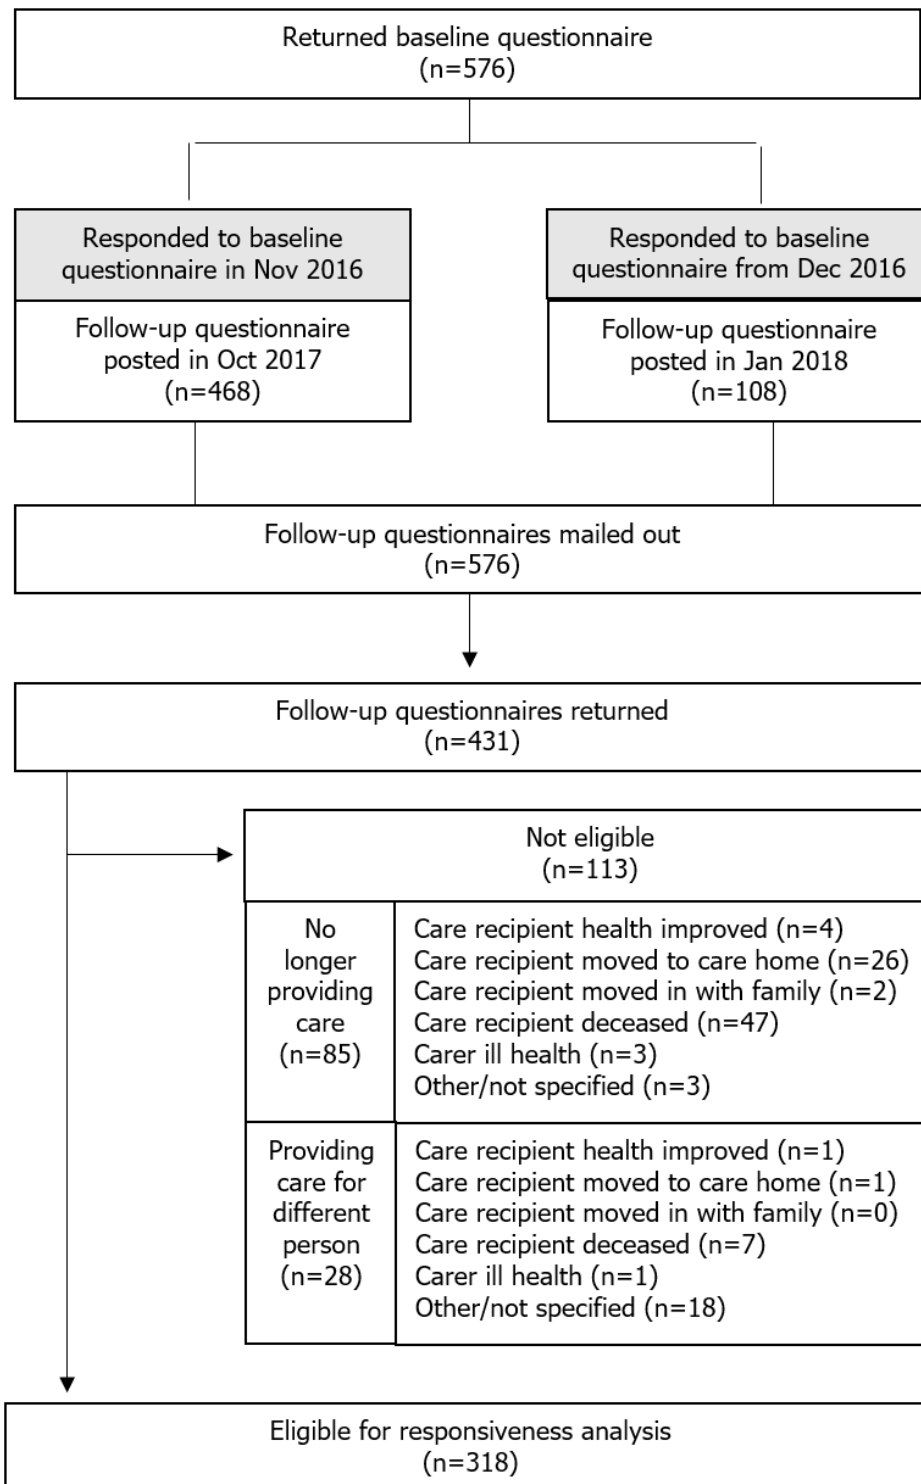 Returned baseline questionnaire
(n=576)
Responded to baseline
questionnaire in Nov 2016
Follow-up questionnaire
posted in Oct 2017
(n=468)
Responded to baseline
questionnaire from Dec 2016
Follow-up questionnaire
posted in Jan 2018
(n=108)
Follow-up questionnaires mailed out
(n=576)
Follow-up questionnaires returned
(n=431)
Not eligible
(n=113)
No
longer
providing
care
(n=85)
Care recipient health improved (n=4)
Care recipient moved to care home (n=26)
Care recipient moved in with family (n=2)
Care recipient deceased (n=47)
Carer ill health (n=3)
Other/not specified (n=3)
Providing
care for
different
person
(n=28)
Care recipient health improved (n=1)
Care recipient moved to care home (n=1)
Care recipient moved in with family (n=0)
Care recipient deceased (n=7)
Carer ill health (n=1)
Other/not specified (n=18)
Eligible for responsiveness analysis
(n=318)